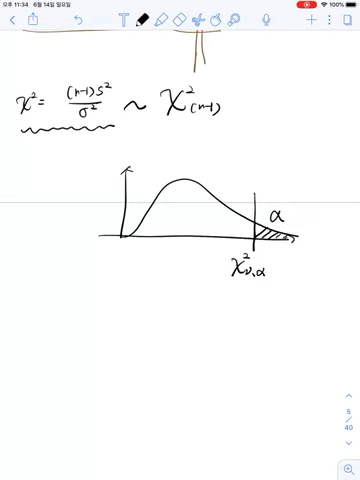 오후 11:34 6월 14일 일요일 100%
χ² = (n-1)S² / σ² ~ χ²(n-1)
α
χ²ν,α
5
/
40